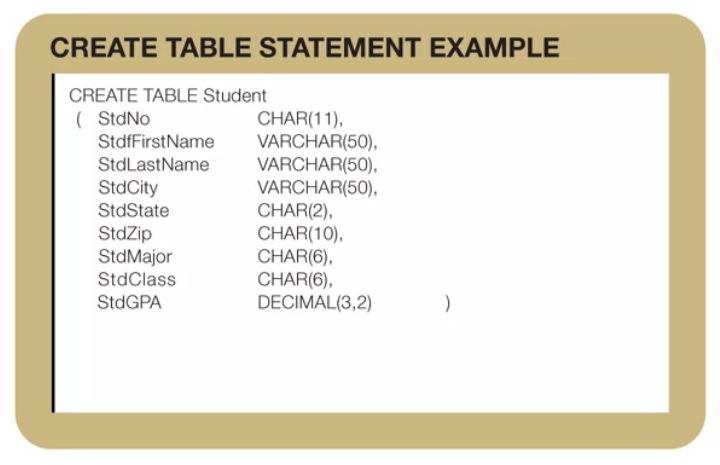 CREATE TABLE STATEMENT EXAMPLE
CREATE TABLE Student
( StdNo CHAR(11),
StdfFirstName VARCHAR(50),
StdLastName VARCHAR(50),
StdCity VARCHAR(50),
StdState CHAR(2),
StdZip CHAR(10),
StdMajor CHAR(6),
StdClass CHAR(6),
StdGPA DECIMAL(3,2) )